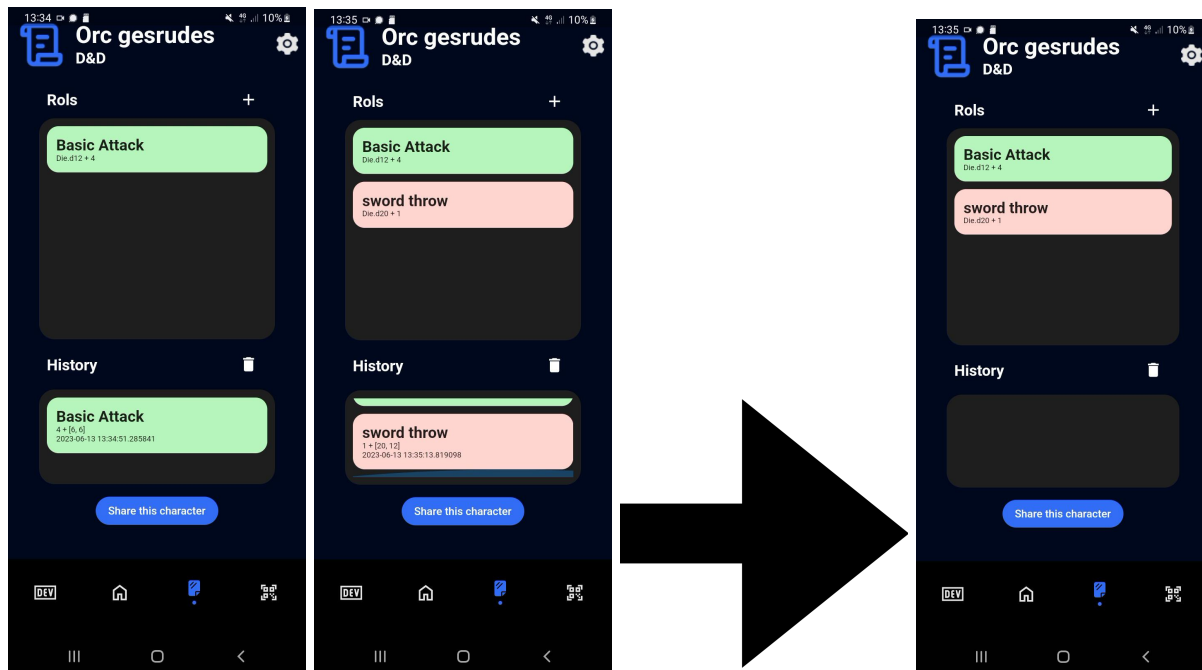 13:34
10%
Orc gesrudes
D&D
Rols
Basic Attack
Die.d12 + 4
History
Basic Attack
4 + [6, 6]
2023-06-13 13:34:51.285841
Share this character
DEV
13:35
4G
10%
Orc gesrudes
D&D
Rols
Basic Attack
Die.d12 + 4
sword throw
Die.d20 + 1
History
sword throw
1 + [20, 12]
2023-06-13 13:35:13.819098
Share this character
DEV
13:35
4G
10%
Orc gesrudes
D&D
Rols
Basic Attack
Die.d12 + 4
sword throw
Die.d20 + 1
History
Share this character
DEV